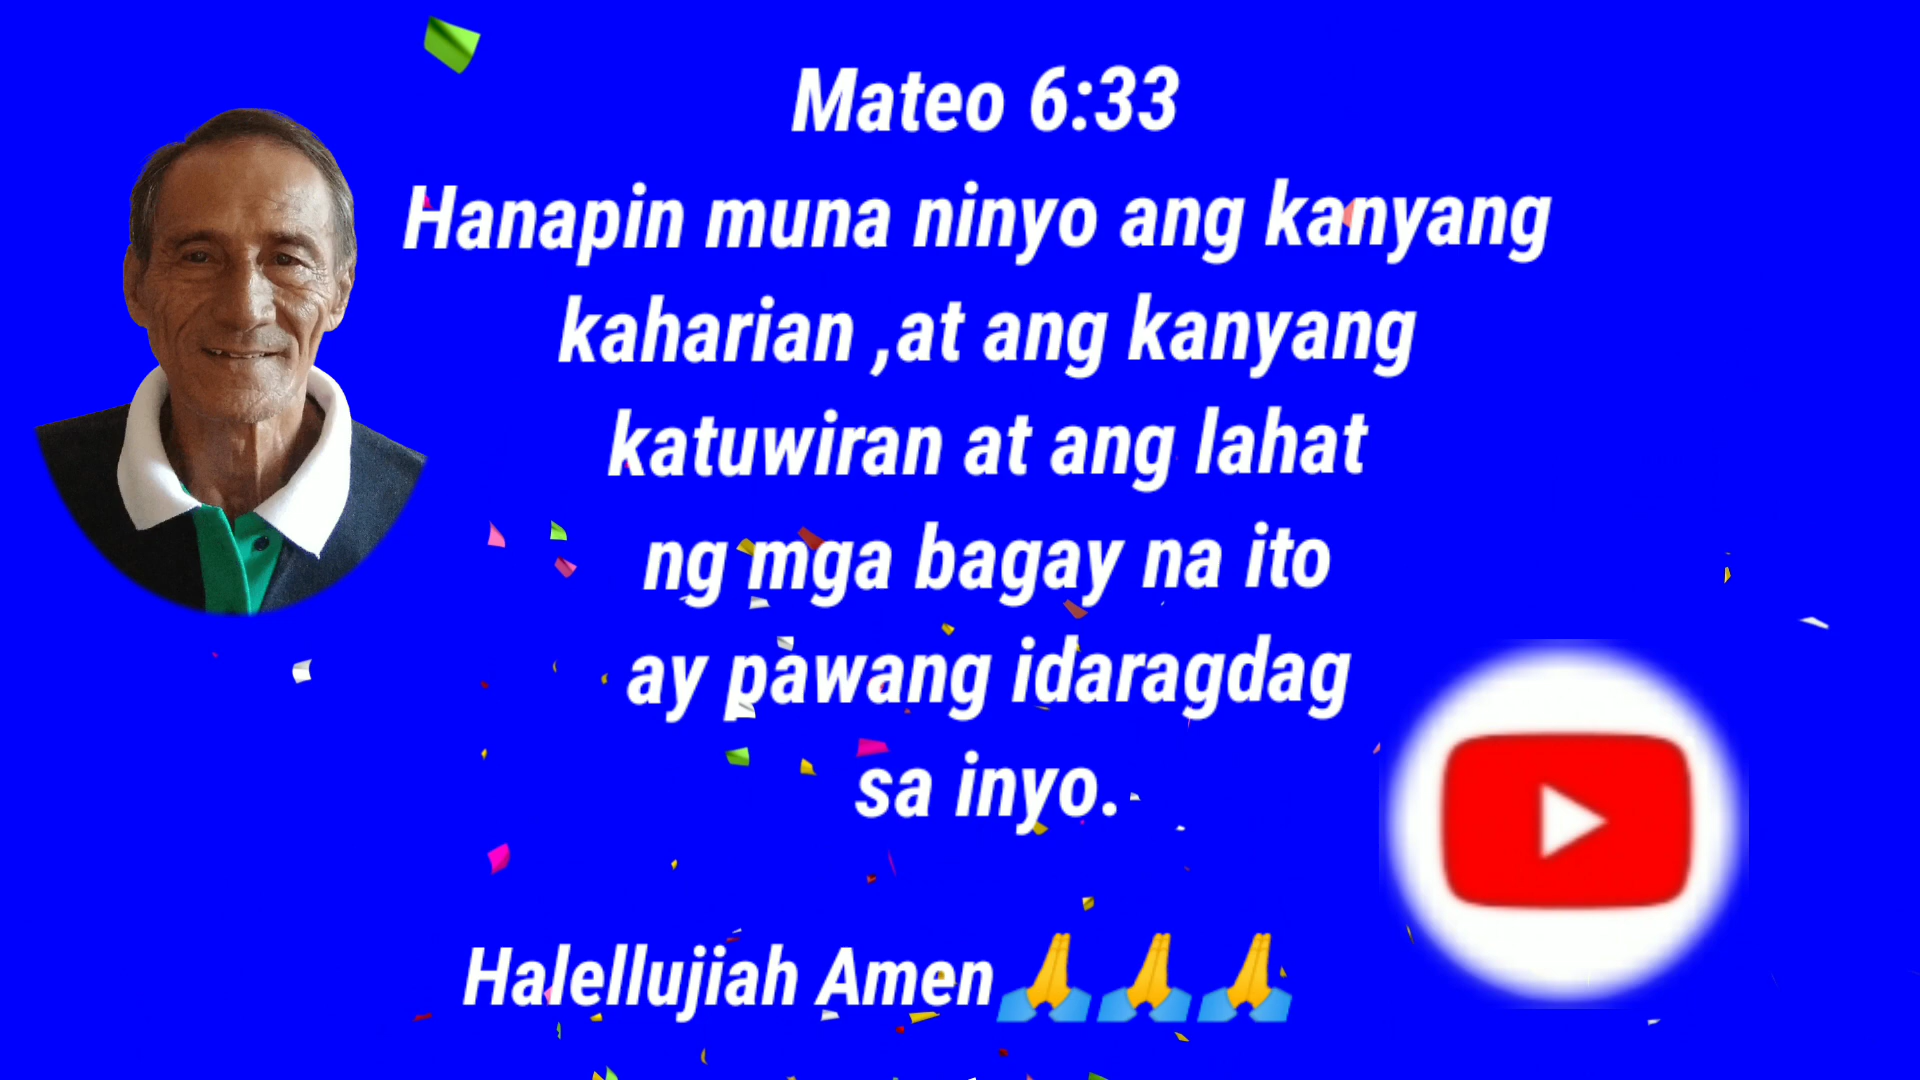 Mateo 6:33
Hanapin muna ninyo ang kanyang
kaharian ,at ang kanyang
katuwiran at ang lahat
ng mga bagay na ito
ay pawang idaragdag
sa inyo.
Halellujiah Amen🙏🙏🙏